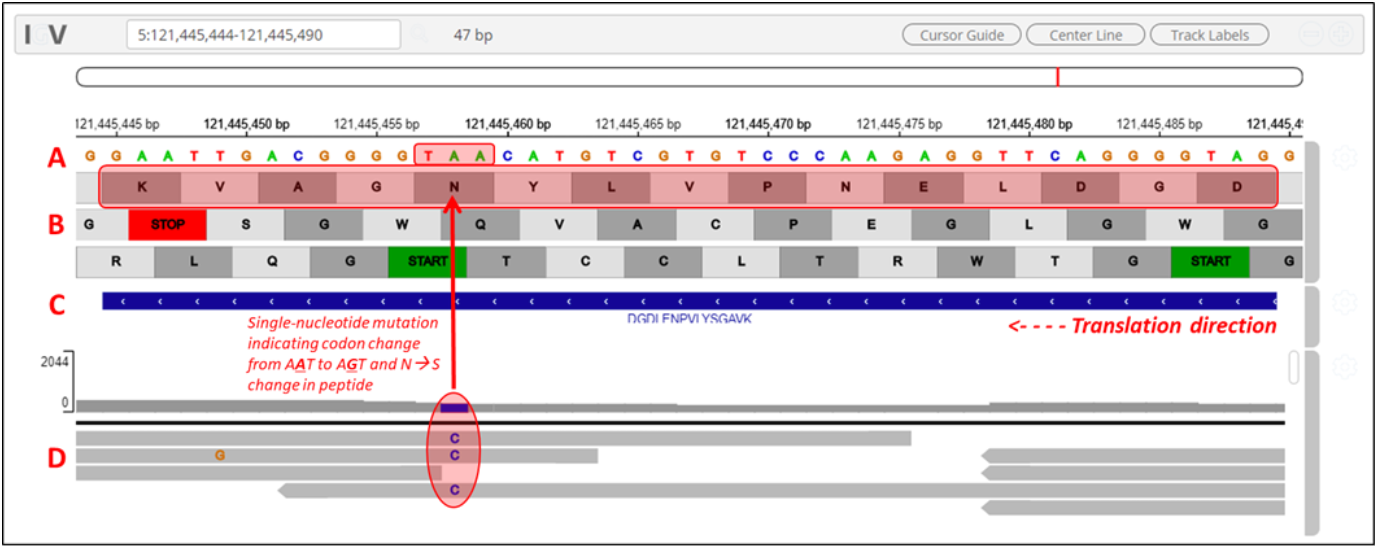 IGV 5:121,445,444-121,445,490 47 bp Cursor Guide Center Line Track Labels
121,445,445 bp 121,445,450 bp 121,445,455 bp 121,445,460 bp 121,445,465 bp 121,445,470 bp 121,445,475 bp 121,445,480 bp 121,445,485 bp 121,445,4
A G G A A T T G A C G G G G T A A C A T G T C G T G T C C C A A G A G G T T C A G G G G T A G G
K V A G N Y L V P N E L D G D
B G STOP S G W Q V A C P E G L G W G
R L Q G START T C C L T R W T G START G
C
DGDLENPVLYSGAVK
<---- Translation direction
Single-nucleotide mutation
indicating codon change
from AAT to AGT and N→S
change in peptide
2044
0
C
D G C
C